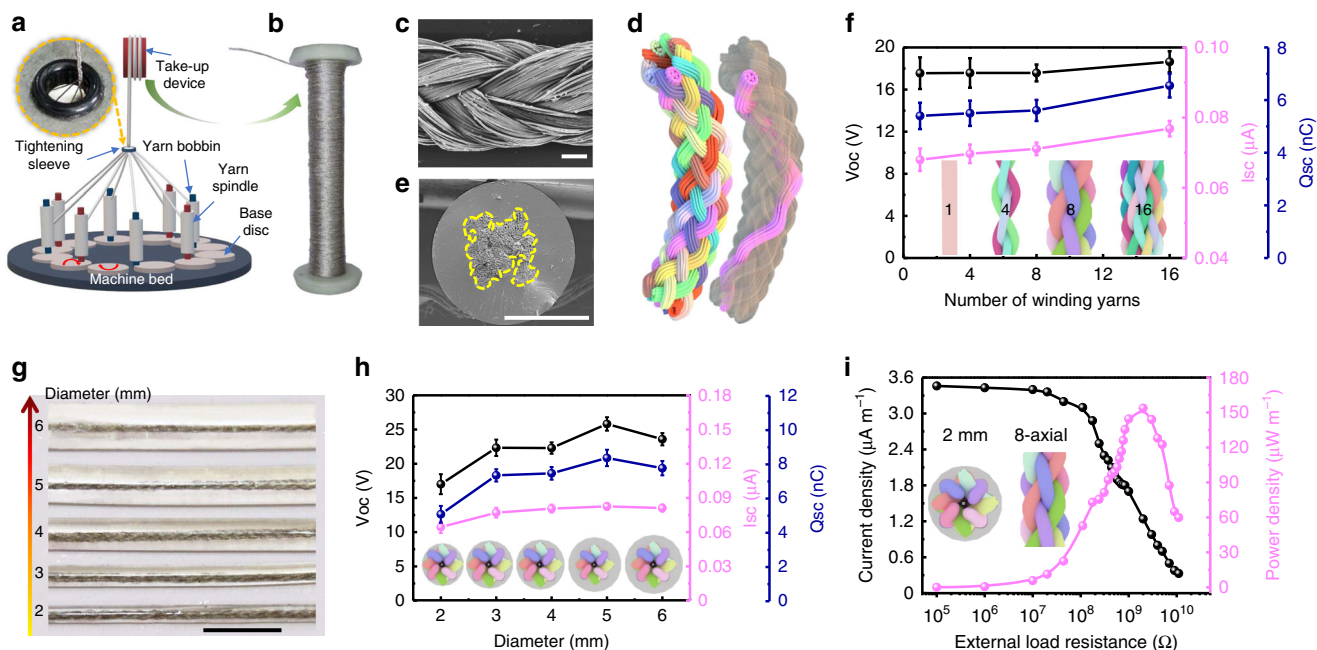 a
b
c
d
e
f
g
h
i
Take-up
device
Tightening
sleeve
Yarn bobbin
Yarn
spindle
Base
disc
Machine bed
20
16
12
8
4
0
Voc (V)
0
4
8
12
16
Number of winding yarns
0.10
0.08
0.06
0.04
Isc (μA)
8
6
4
2
0
Qsc (nC)
1
4
8
16
Diameter (mm)
6
5
4
3
2
30
25
20
15
10
5
0
Voc (V)
2
3
4
5
6
Diameter (mm)
0.18
0.15
0.12
0.09
0.06
0.03
0.00
Isc (μA)
12
10
8
6
4
2
0
Qsc (nC)
3.6
3.0
2.4
1.8
1.2
0.6
0.0
Current density (μA m⁻¹)
2 mm
8-axial
10⁵
10⁶
10⁷
10⁸
10⁹
10¹⁰
External load resistance (Ω)
180
150
120
90
60
30
0
Power density (μW m⁻¹)